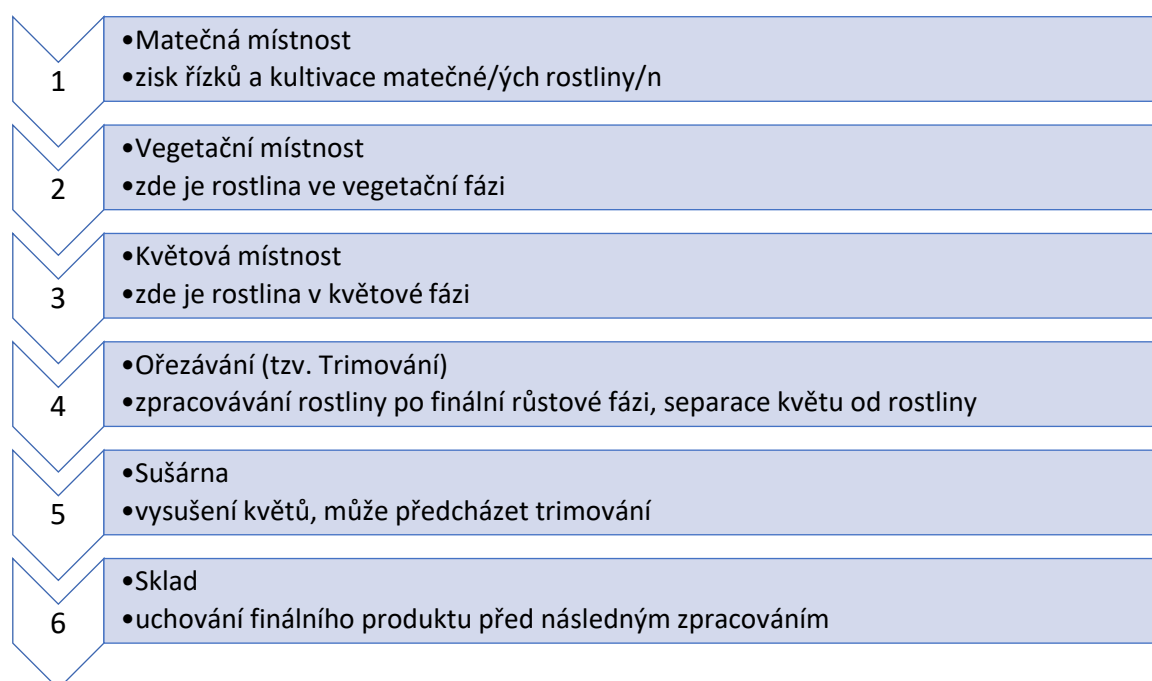 1
•Matečná místnost
•zisk řízků a kultivace matečné/ých rostliny/n
2
•Vegetační místnost
•zde je rostlina ve vegetační fázi
3
•Květová místnost
•zde je rostlina v květové fázi
4
•Ořezávání (tzv. Trimování)
•zpracovávání rostliny po finální růstové fázi, separace květu od rostliny
5
•Sušárna
•vysušení květů, může předcházet trimování
6
•Sklad
•uchování finálního produktu před následným zpracováním